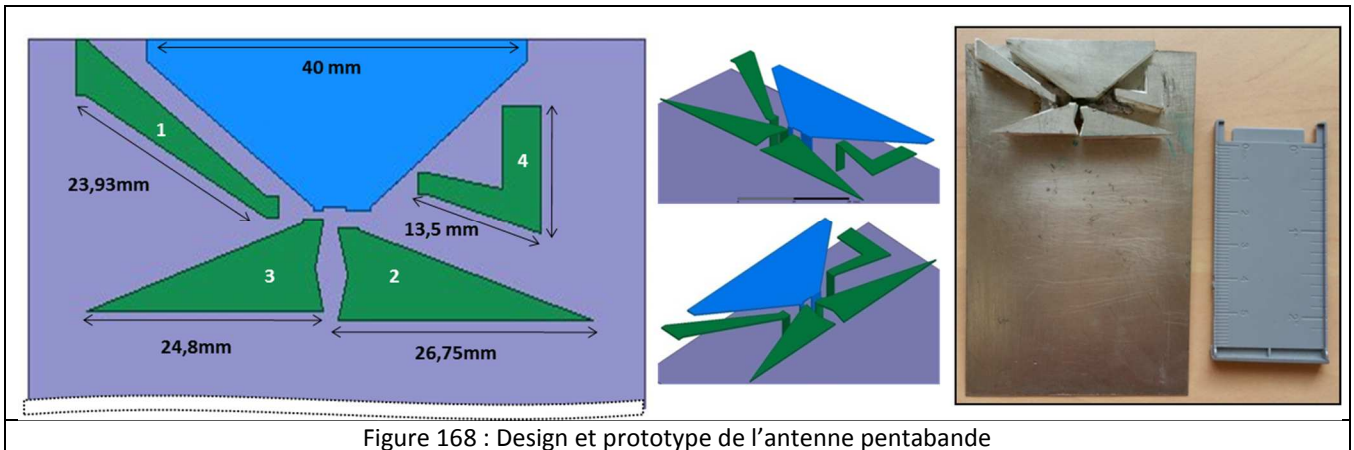 40 mm
1
4
23,93mm
13,5 mm
3
2
24,8mm
26,75mm
Figure 168 : Design et prototype de l’antenne pentabande